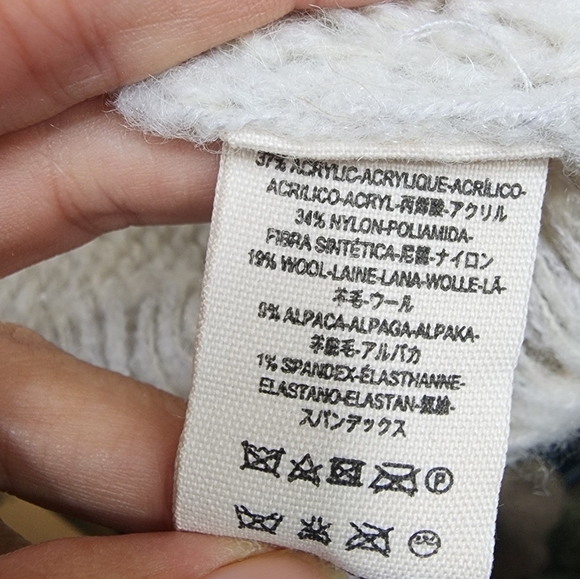 37% ACRYLIC-ACRYLIQUE-ACRÍLICO-
ACRILICO-ACRYL-丙烯酸-アクリル
34% NYLON-POLIAMIDA-
FIBRA SINTÉTICA-尼龍-ナイロン
19% WOOL-LAINE-LANA-WOLLE-LÃ-
羊毛-ウール
9% ALPACA-ALPAGA-ALPAKA-
羊駝毛-アルパカ
1% SPANDEX-ÉLASTHANNE-
ELASTANO-ELASTAN-
スパンデックス
P